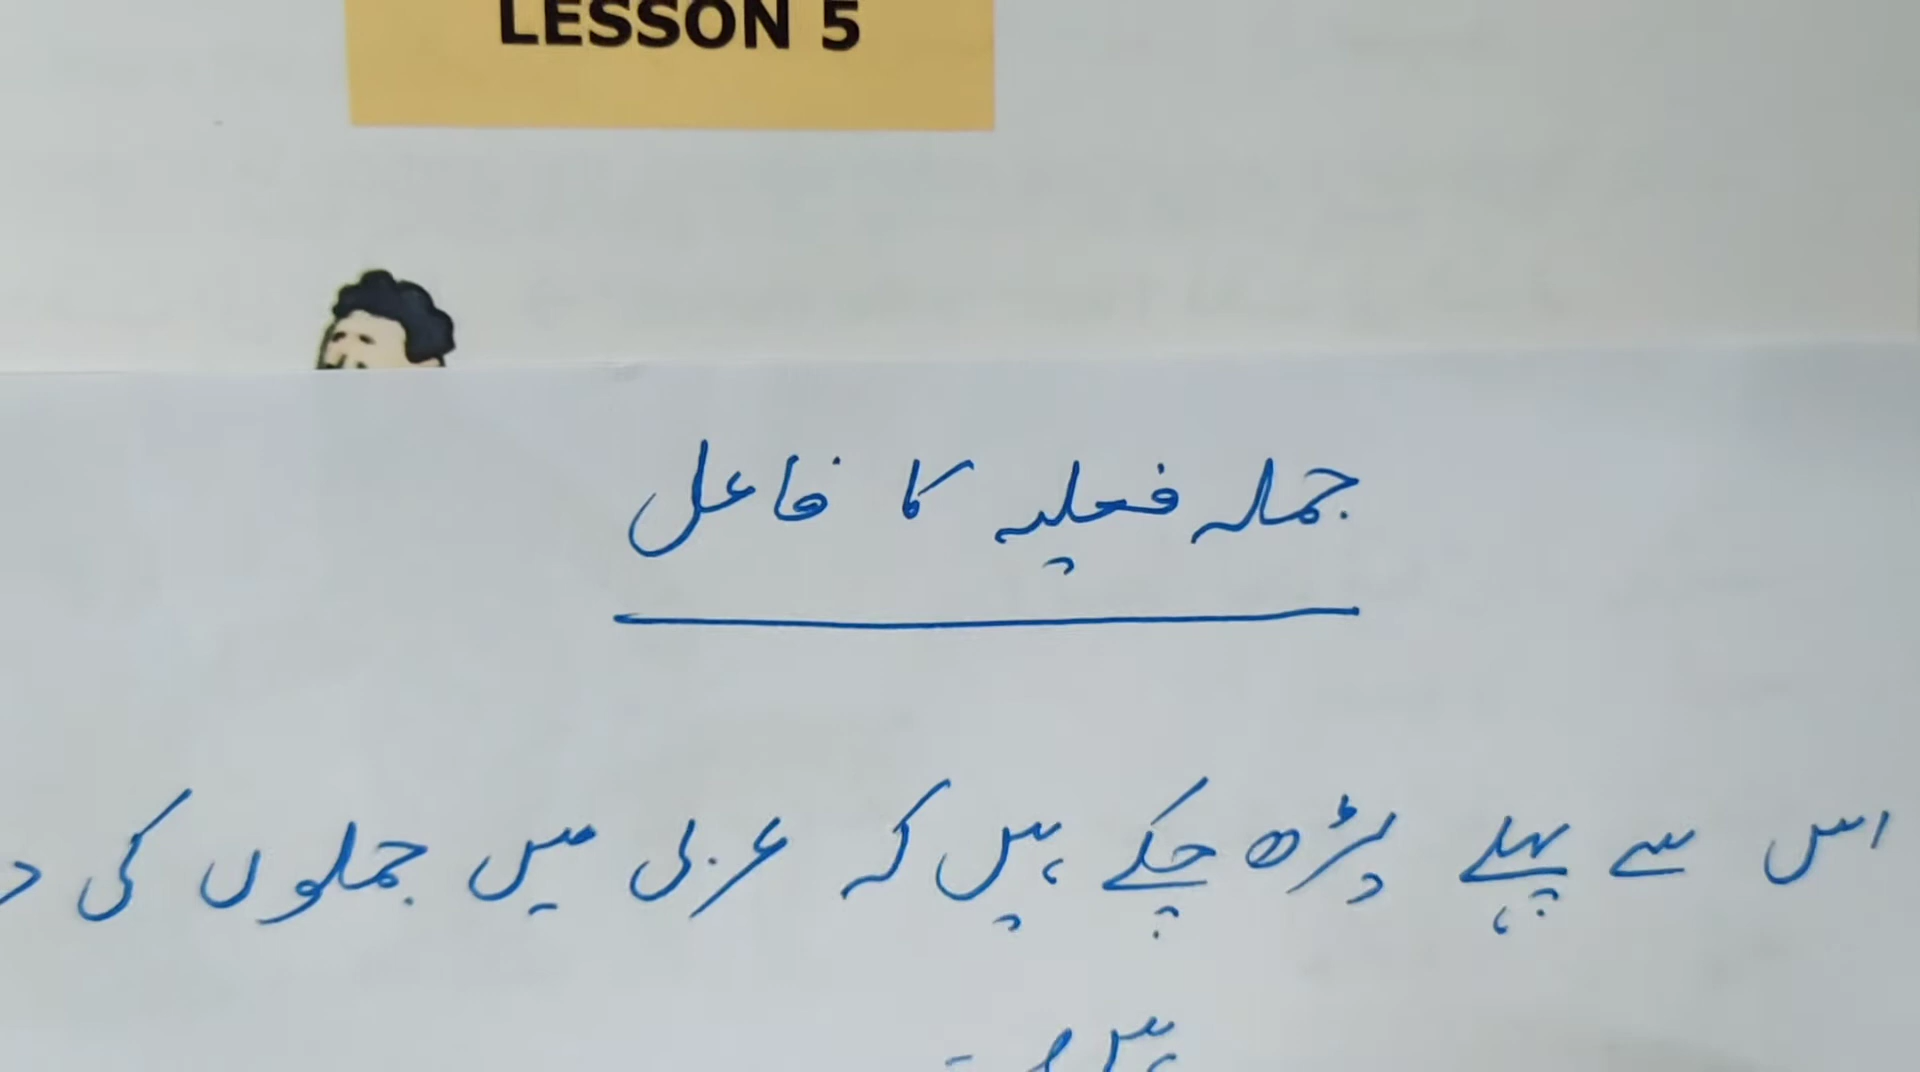 LESSON 5
جملہ فعلیہ کا فاعل
اس سے پہلے پڑھ چکے ہیں کہ عربی میں جملوں کی